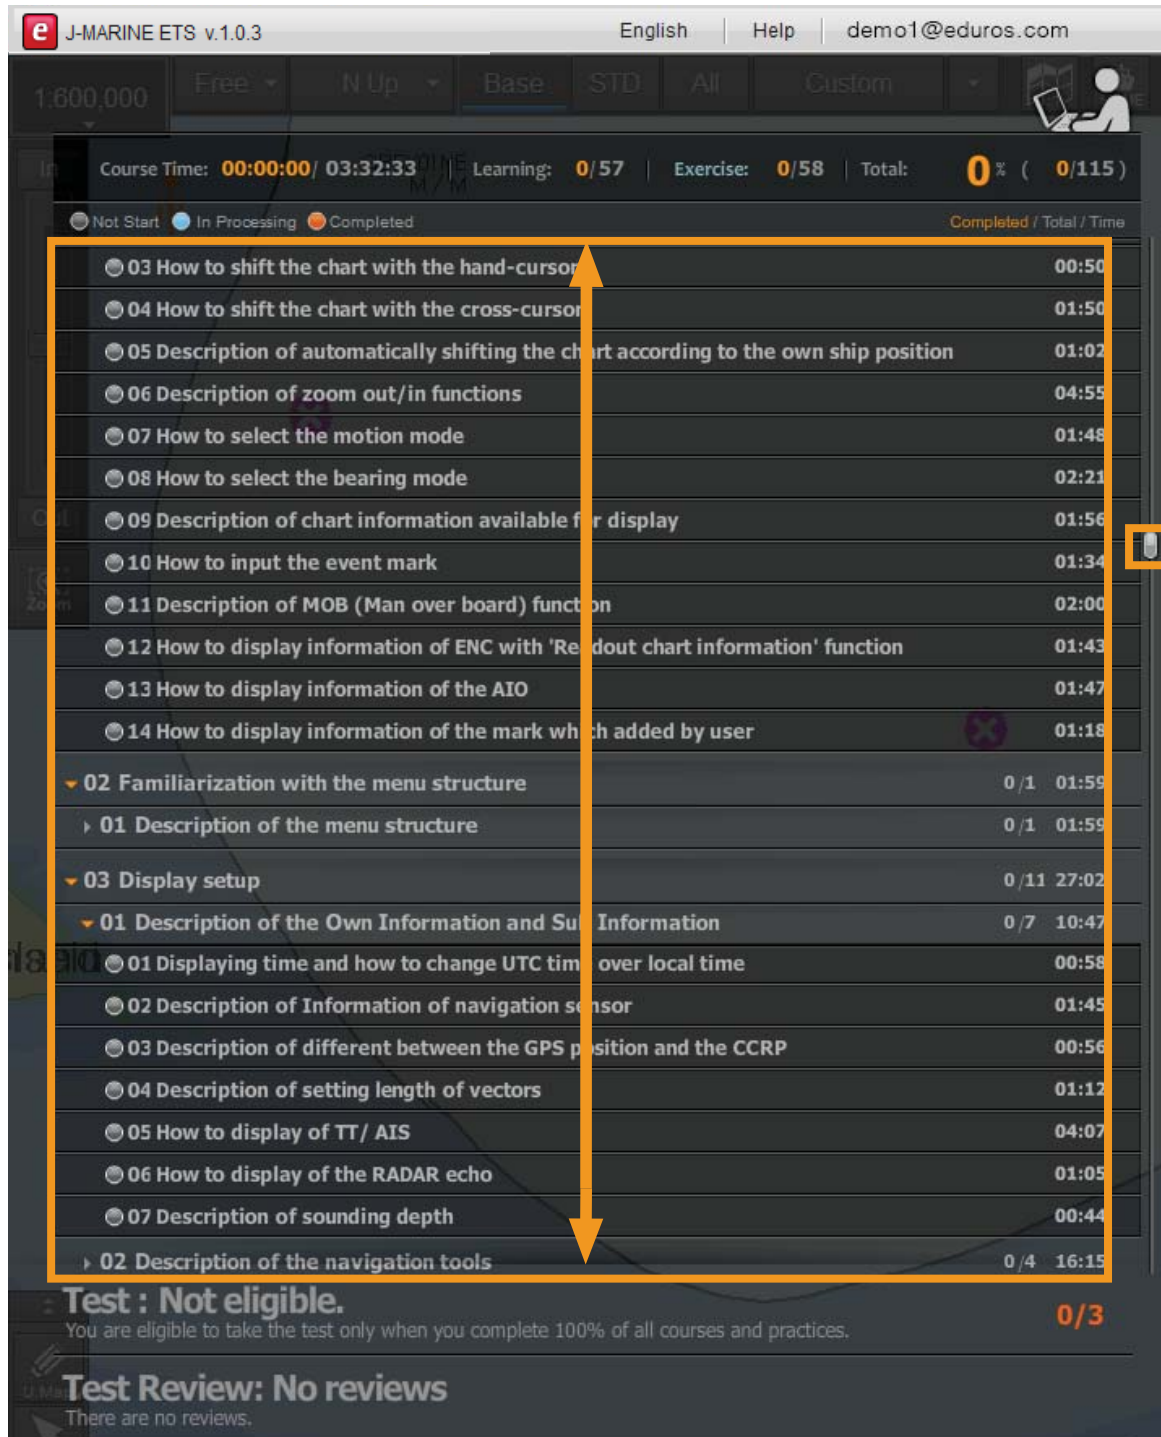 e J-MARINE ETS v.1.0.3 English Help demo1@eduros.com
1:600,000 Free N Up Base STD All Custom
In Course Time: 00:00:00/ 03:32:33 Learning: 0/57 Exercise: 0/58 Total: 0 % ( 0/115 )
M / M
Not Start In Processing Completed Completed / Total / Time
03 How to shift the chart with the hand-cursor 00:50
04 How to shift the chart with the cross-cursor 01:50
05 Description of automatically shifting the chart according to the own ship position 01:02
06 Description of zoom out/in functions 04:55
07 How to select the motion mode 01:48
08 How to select the bearing mode 02:21
Out 09 Description of chart information available for display 01:56
10 How to input the event mark 01:34
Zoom 11 Description of MOB (Man over board) function 02:00
12 How to display information of ENC with 'Readout chart information' function 01:43
13 How to display information of the AIO 01:47
14 How to display information of the mark which added by user 01:18
02 Familiarization with the menu structure 0 /1 01:59
01 Description of the menu structure 0 /1 01:59
03 Display setup 0 /11 27:02
01 Description of the Own Information and Sub Information 0 /7 10:47
01 Displaying time and how to change UTC time over local time 00:58
02 Description of Information of navigation sensor 01:45
03 Description of different between the GPS position and the CCRP 00:56
04 Description of setting length of vectors 01:12
05 How to display of TT/ AIS 04:07
06 How to display of the RADAR echo 01:05
07 Description of sounding depth 00:44
02 Description of the navigation tools 0 /4 16:15
Test : Not eligible. 0/3
You are eligible to take the test only when you complete 100% of all courses and practices.
U.Map
Test Review: No reviews
There are no reviews.